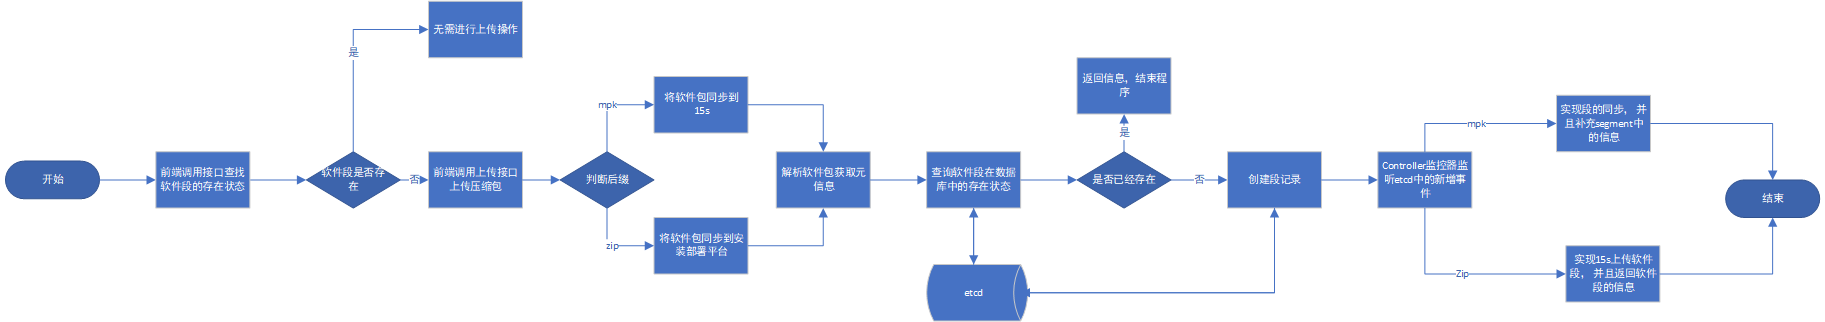 开始
前端调用接口查找
软件段的存在状态
软件段是否存
在
是
无需进行上传操作
否
前端调用上传接口
上传压缩包
判断后缀
mpk
将软件包同步到
15s
zip
将软件包同步到安
装部署平台
解析软件包获取元
信息
查询软件段在数据
库中的存在状态
etcd
是否已经存在
是
返回信息，结束程
序
否
创建段记录
Controller监控器监
听etcd中的新增事
件
mpk
实现段的同步，并
且补充segment中
的信息
Zip
实现15s上传软件
段，并且返回软件
段的信息
结束